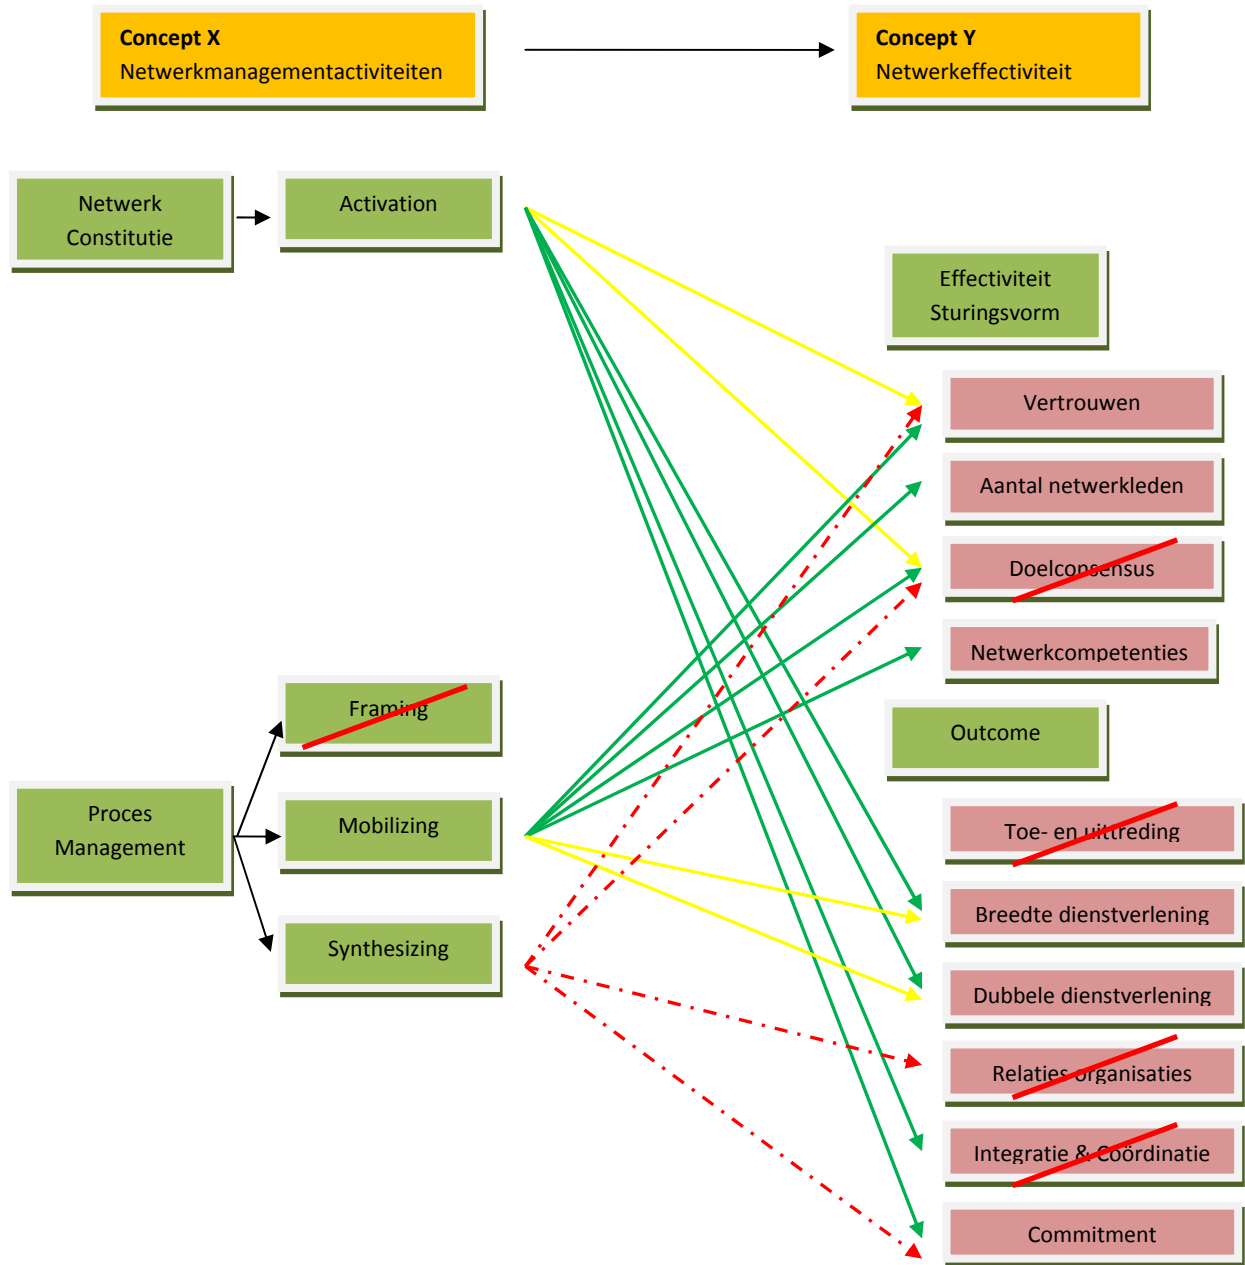 Concept X
Netwerkmanagementactiviteiten
Concept Y
Netwerkeffectiviteit
Netwerk
Constitutie
Activation
Effectiviteit
Sturingsvorm
Vertrouwen
Aantal netwerkleden
Doelconsensus
Netwerkcompetenties
Framing
Outcome
Proces
Management
Mobilizing
Toe- en uittreding
Breedte dienstverlening
Synthesizing
Dubbele dienstverlening
Relaties organisaties
Integratie & Coördinatie
Commitment